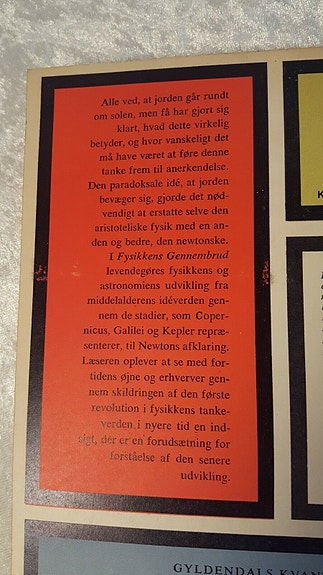 Alle ved, at jorden går rundt
om solen, men få har gjort sig
klart, hvad dette virkelig
betyder, og hvor vanskeligt det
må have været at føre denne
tanke frem til anerkendelse.
Den paradoksale idé, at jorden
bevæger sig, gjorde det nød-
vendigt at erstatte selve den
aristoteliske fysik med en an-
den og bedre, den newtonske.
I Fysikkens Gennembrud
levendegøres fysikkens og
astronomiens udvikling fra
middelalderens idéverden gen-
nem de stadier, som Coper-
nicus, Galilei og Kepler repræ-
senterer, til Newtons afklaring.
Læseren oplever at se med for-
tidens øjne og erhverver gen-
nem skildringen af den første
revolution i fysikkens tanke-
verden i nyere tid en ind-
sigt, der er en forudsætning for
forståelse af den senere
udvikling.
GYLDENDALS